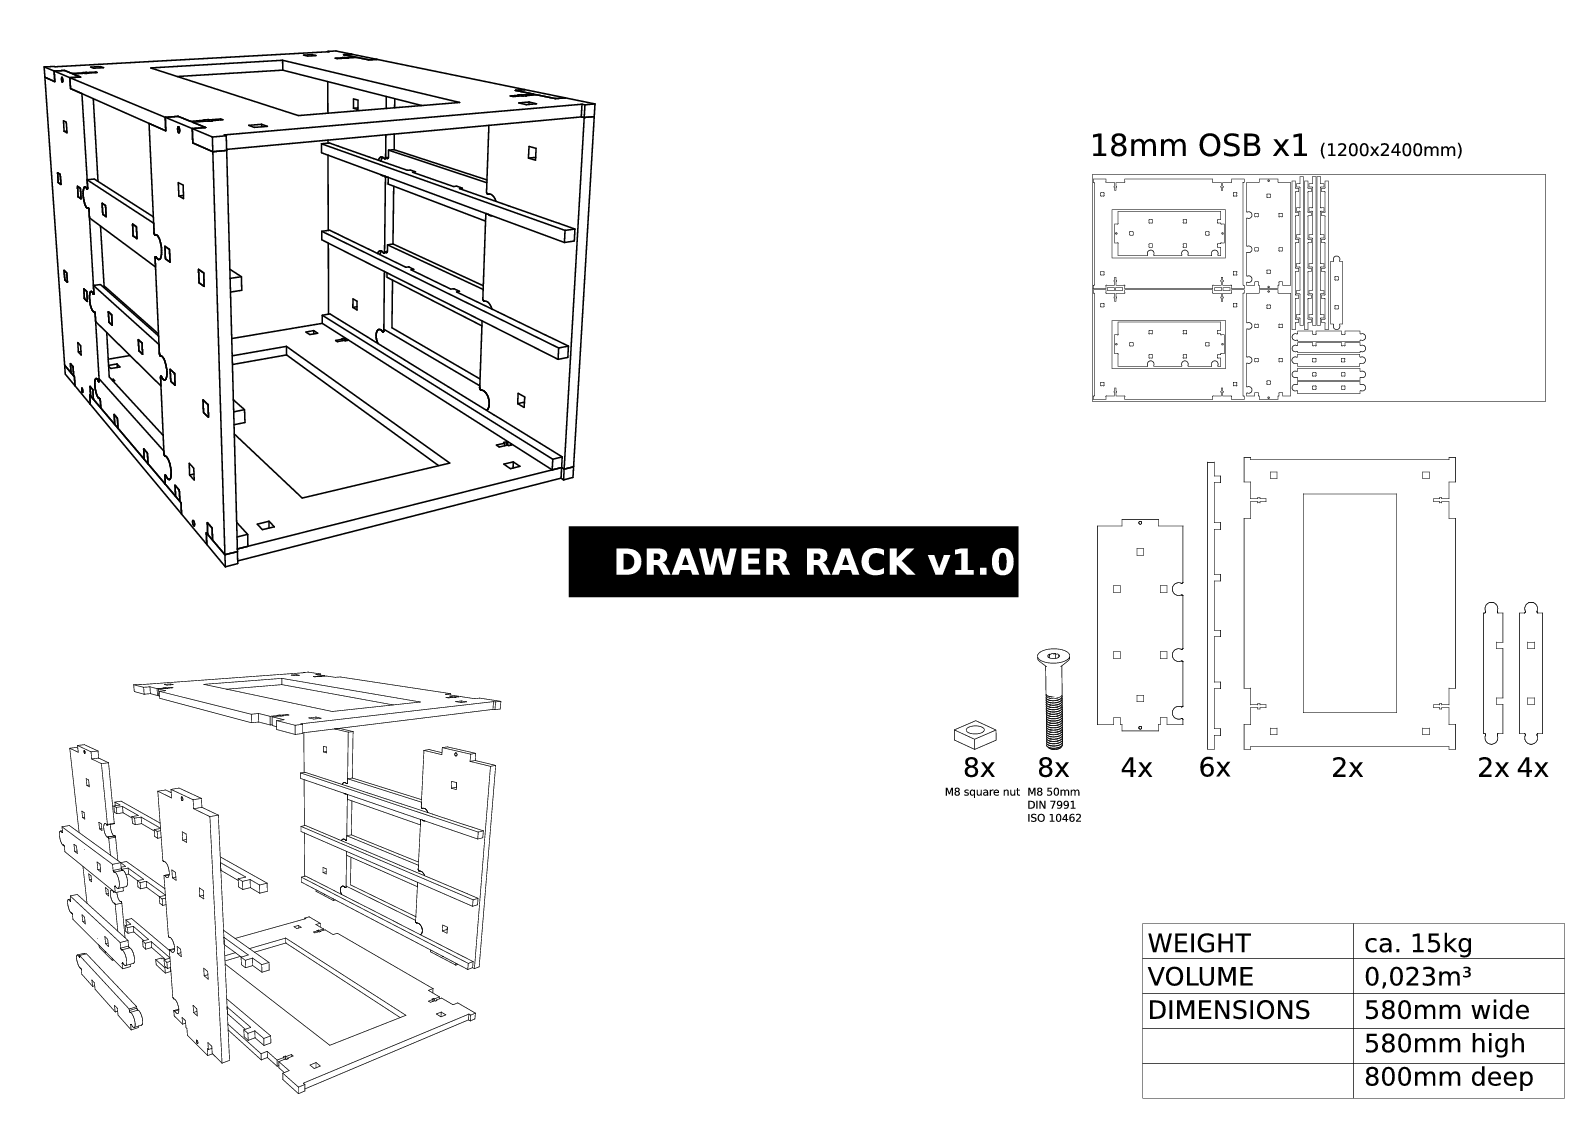 18mm OSB x1 (1200x2400mm)
DRAWER RACK v1.0
8x
8x
4x
6x
2x
2x 4x
M8 square nut
M8 50mm
DIN 7991
ISO 10462
WEIGHT ca. 15kg
VOLUME 0,023m³
DIMENSIONS 580mm wide
580mm high
800mm deep